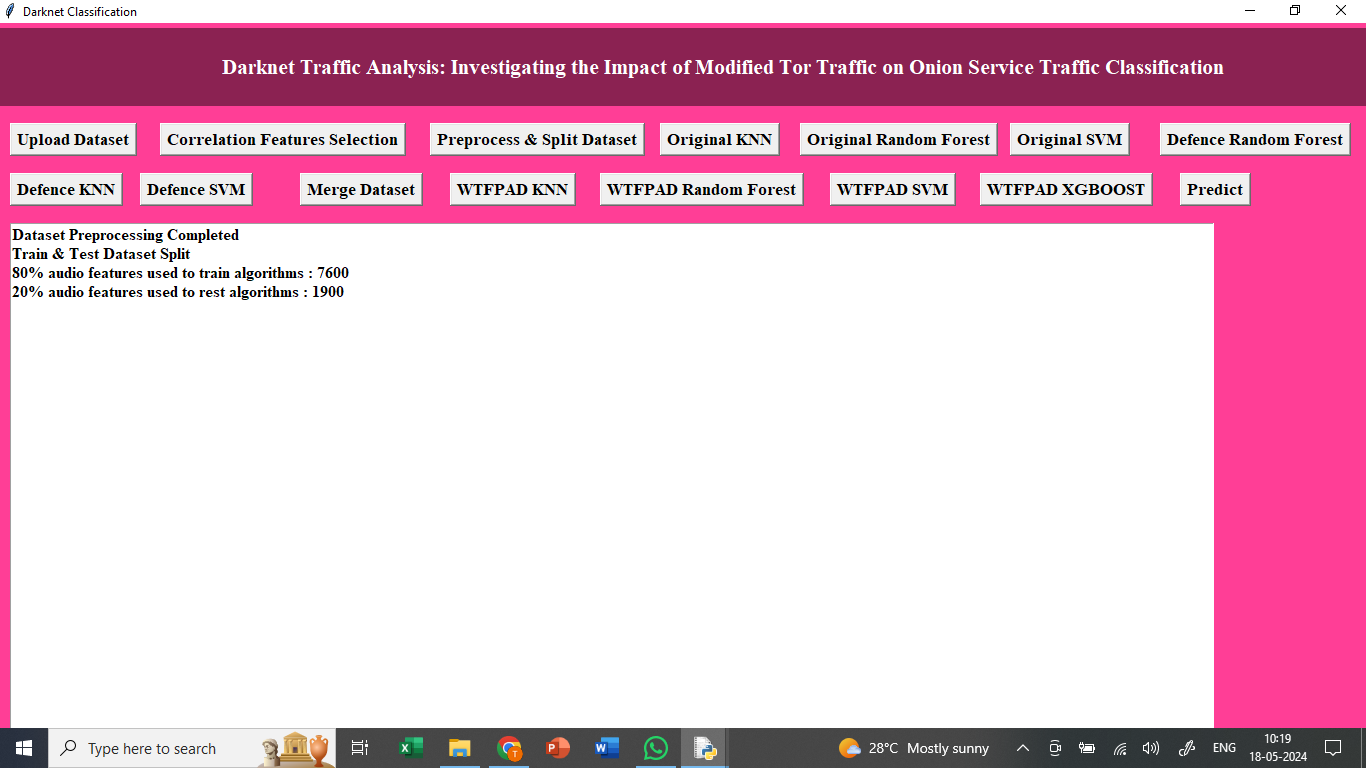 Darknet Classification
Darknet Traffic Analysis: Investigating the Impact of Modified Tor Traffic on Onion Service Traffic Classification
Upload Dataset Correlation Features Selection Preprocess & Split Dataset Original KNN Original Random Forest Original SVM Defence Random Forest
Defence KNN Defence SVM Merge Dataset WTFPAD KNN WTFPAD Random Forest WTFPAD SVM WTFPAD XGBOOST Predict
Dataset Preprocessing Completed
Train & Test Dataset Split
80% audio features used to train algorithms : 7600
20% audio features used to rest algorithms : 1900
Type here to search 28°C Mostly sunny ENG 10:19
18-05-2024